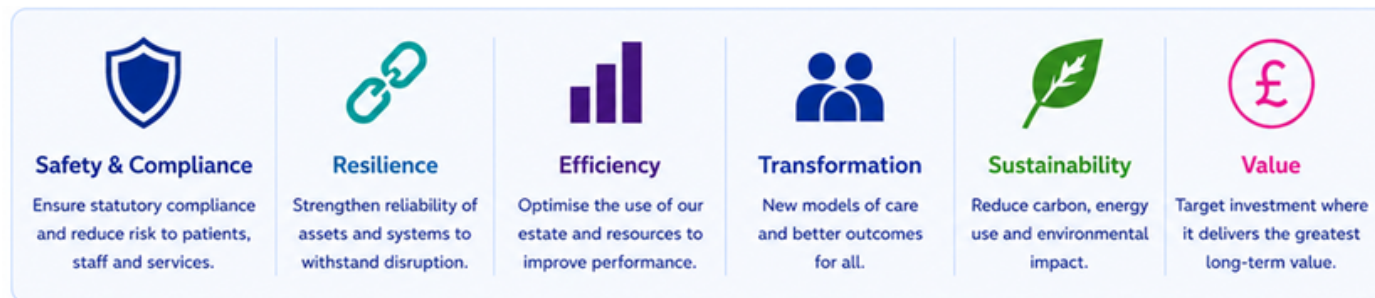 Safety & Compliance
Ensure statutory compliance
and reduce risk to patients,
staff and services.
Resilience
Strengthen reliability of
assets and systems to
withstand disruption.
Efficiency
Optimise the use of our
estate and resources to
improve performance.
Transformation
New models of care
and better outcomes
for all.
Sustainability
Reduce carbon, energy
use and environmental
impact.
£
Value
Target investment where
it delivers the greatest
long-term value.